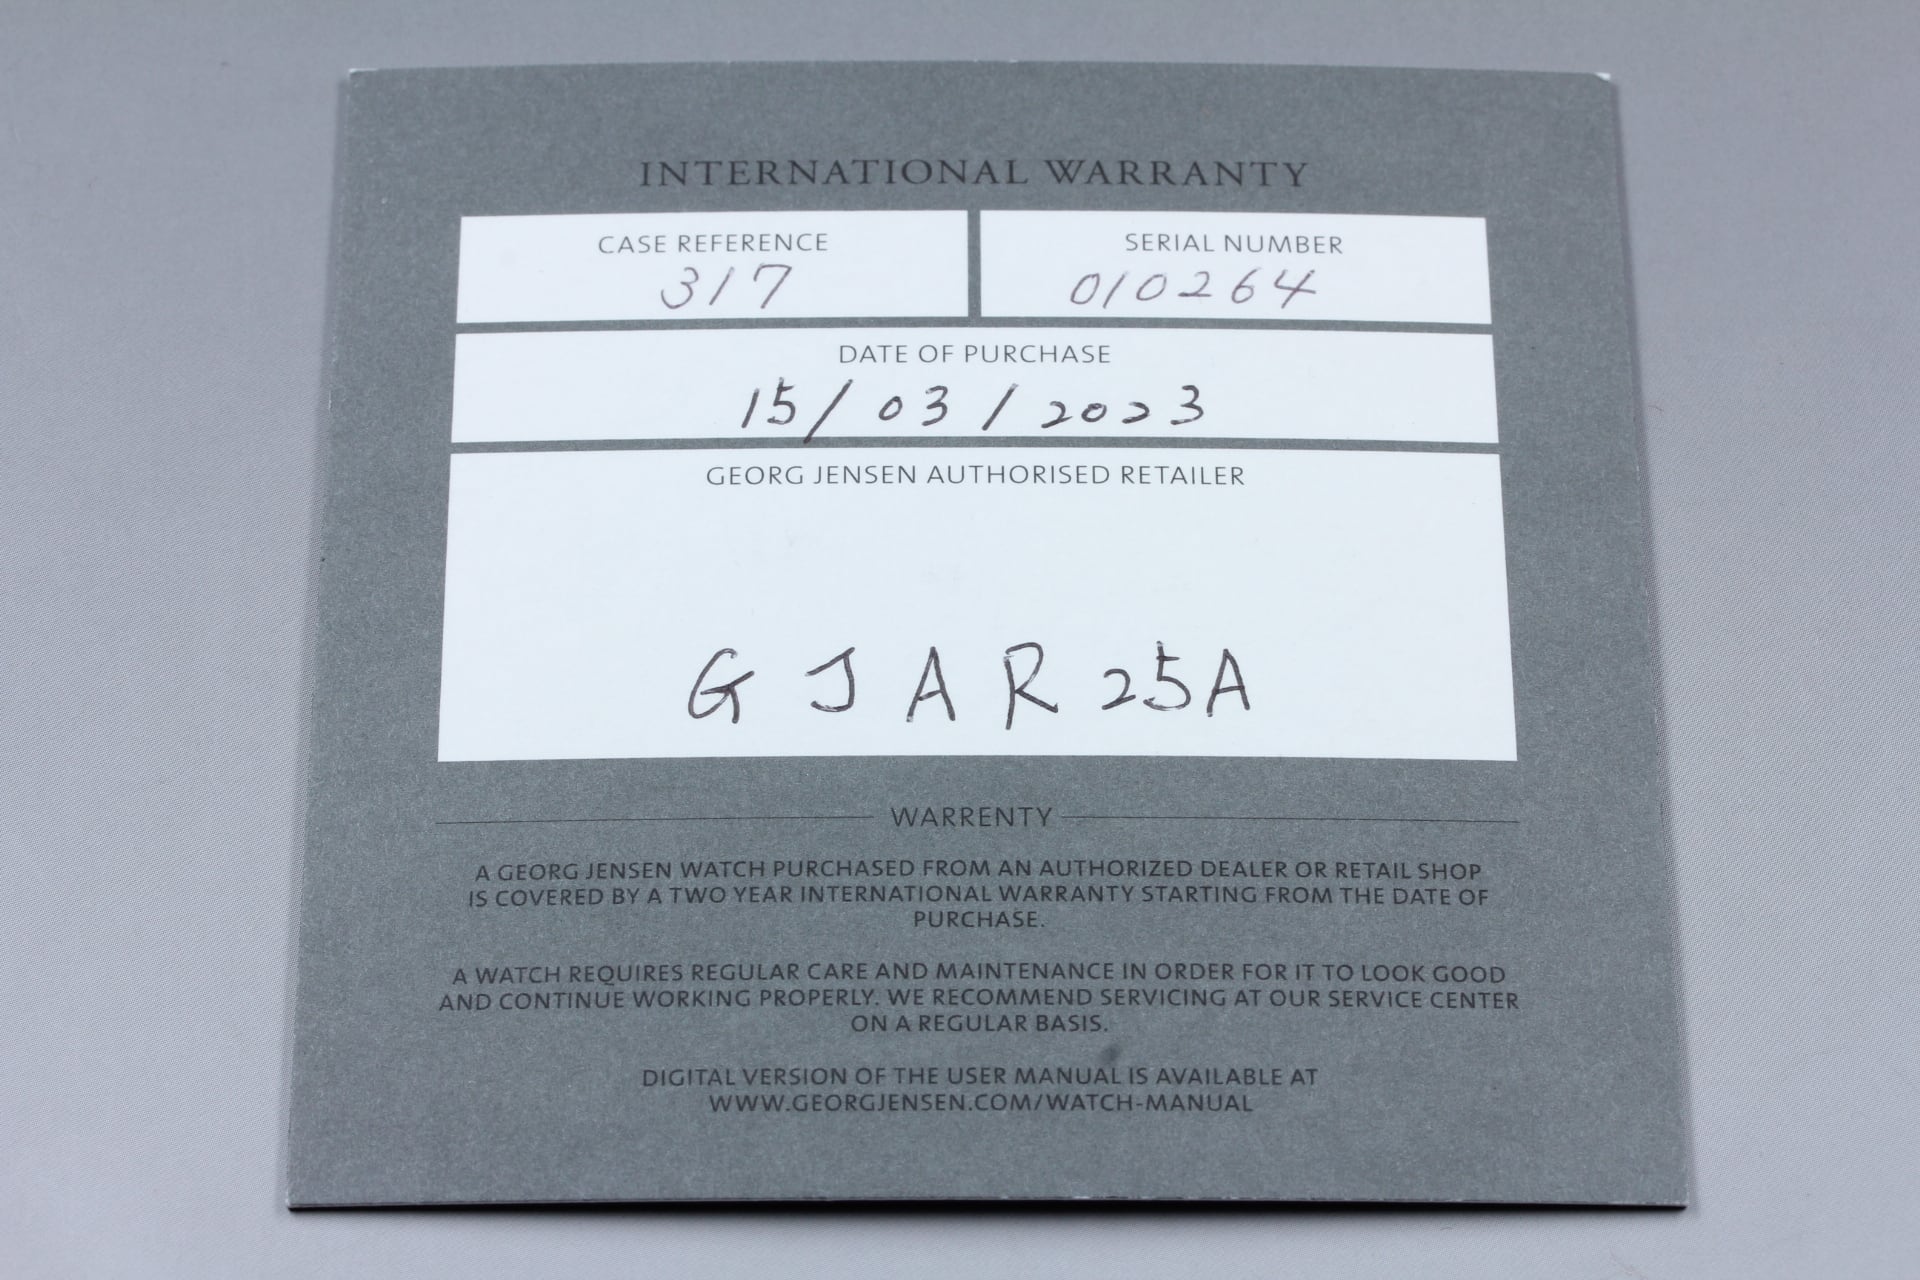 INTERNATIONAL WARRANTY
CASE REFERENCE
317
SERIAL NUMBER
010264
DATE OF PURCHASE
15/03/2023
GEORG JENSEN AUTHORISED RETAILER
GJAR25A
WARRENTY
A GEORG JENSEN WATCH PURCHASED FROM AN AUTHORIZED DEALER OR RETAIL SHOP
IS COVERED BY A TWO YEAR INTERNATIONAL WARRANTY STARTING FROM THE DATE OF
PURCHASE.
A WATCH REQUIRES REGULAR CARE AND MAINTENANCE IN ORDER FOR IT TO LOOK GOOD
AND CONTINUE WORKING PROPERLY. WE RECOMMEND SERVICING AT OUR SERVICE CENTER
ON A REGULAR BASIS.
DIGITAL VERSION OF THE USER MANUAL IS AVAILABLE AT
WWW.GEORGJENSEN.COM/WATCH-MANUAL